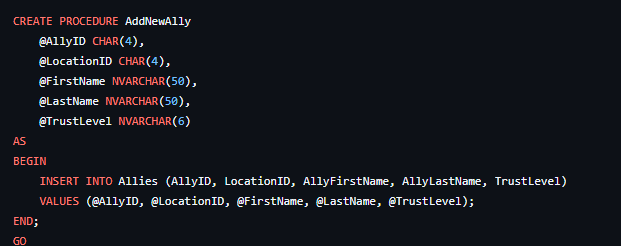 CREATE PROCEDURE AddNewAlly
    @AllyID CHAR(4),
    @LocationID CHAR(4),
    @FirstName NVARCHAR(50),
    @LastName NVARCHAR(50),
    @TrustLevel NVARCHAR(6)
AS
BEGIN
    INSERT INTO Allies (AllyID, LocationID, AllyFirstName, AllyLastName, TrustLevel)
    VALUES (@AllyID, @LocationID, @FirstName, @LastName, @TrustLevel);
END;
GO